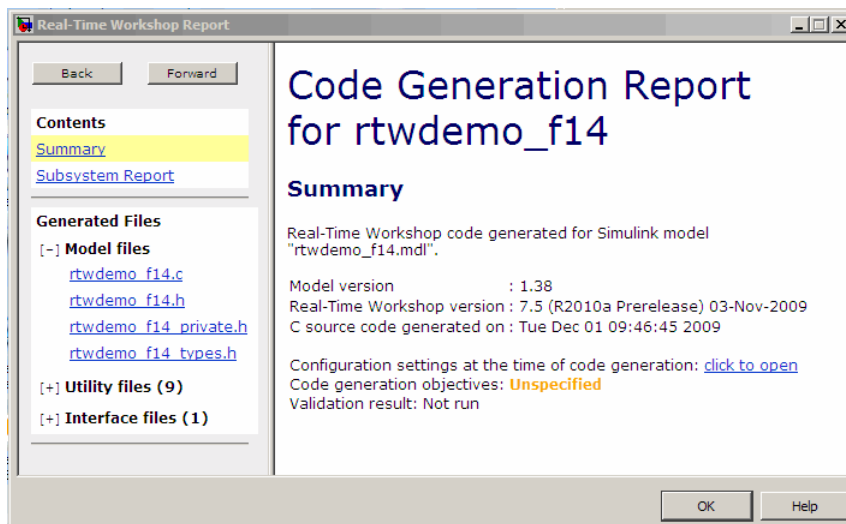 Real-Time Workshop Report
Back Forward
Contents
Summary
Subsystem Report
Generated Files
[-] Model files
rtwdemo_f14.c
rtwdemo_f14.h
rtwdemo_f14_private.h
rtwdemo_f14_types.h
[+] Utility files (9)
[+] Interface files (1)
Code Generation Report
for rtwdemo_f14
Summary
Real-Time Workshop code generated for Simulink model
"rtwdemo_f14.mdl".
Model version : 1.38
Real-Time Workshop version : 7.5 (R2010a Prerelease) 03-Nov-2009
C source code generated on : Tue Dec 01 09:46:45 2009
Configuration settings at the time of code generation: click to open
Code generation objectives: Unspecified
Validation result: Not run
OK Help